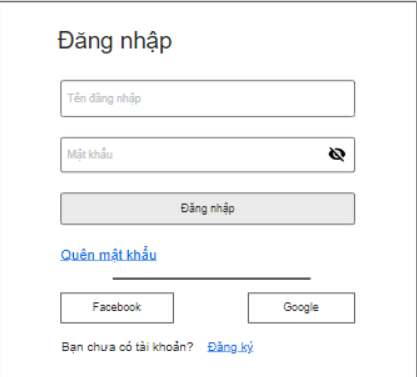 Đăng nhập
Tên đăng nhập
Mật khẩu
Đăng nhập
Quên mật khẩu
Facebook Google
Bạn chưa có tài khoản? Đăng ký